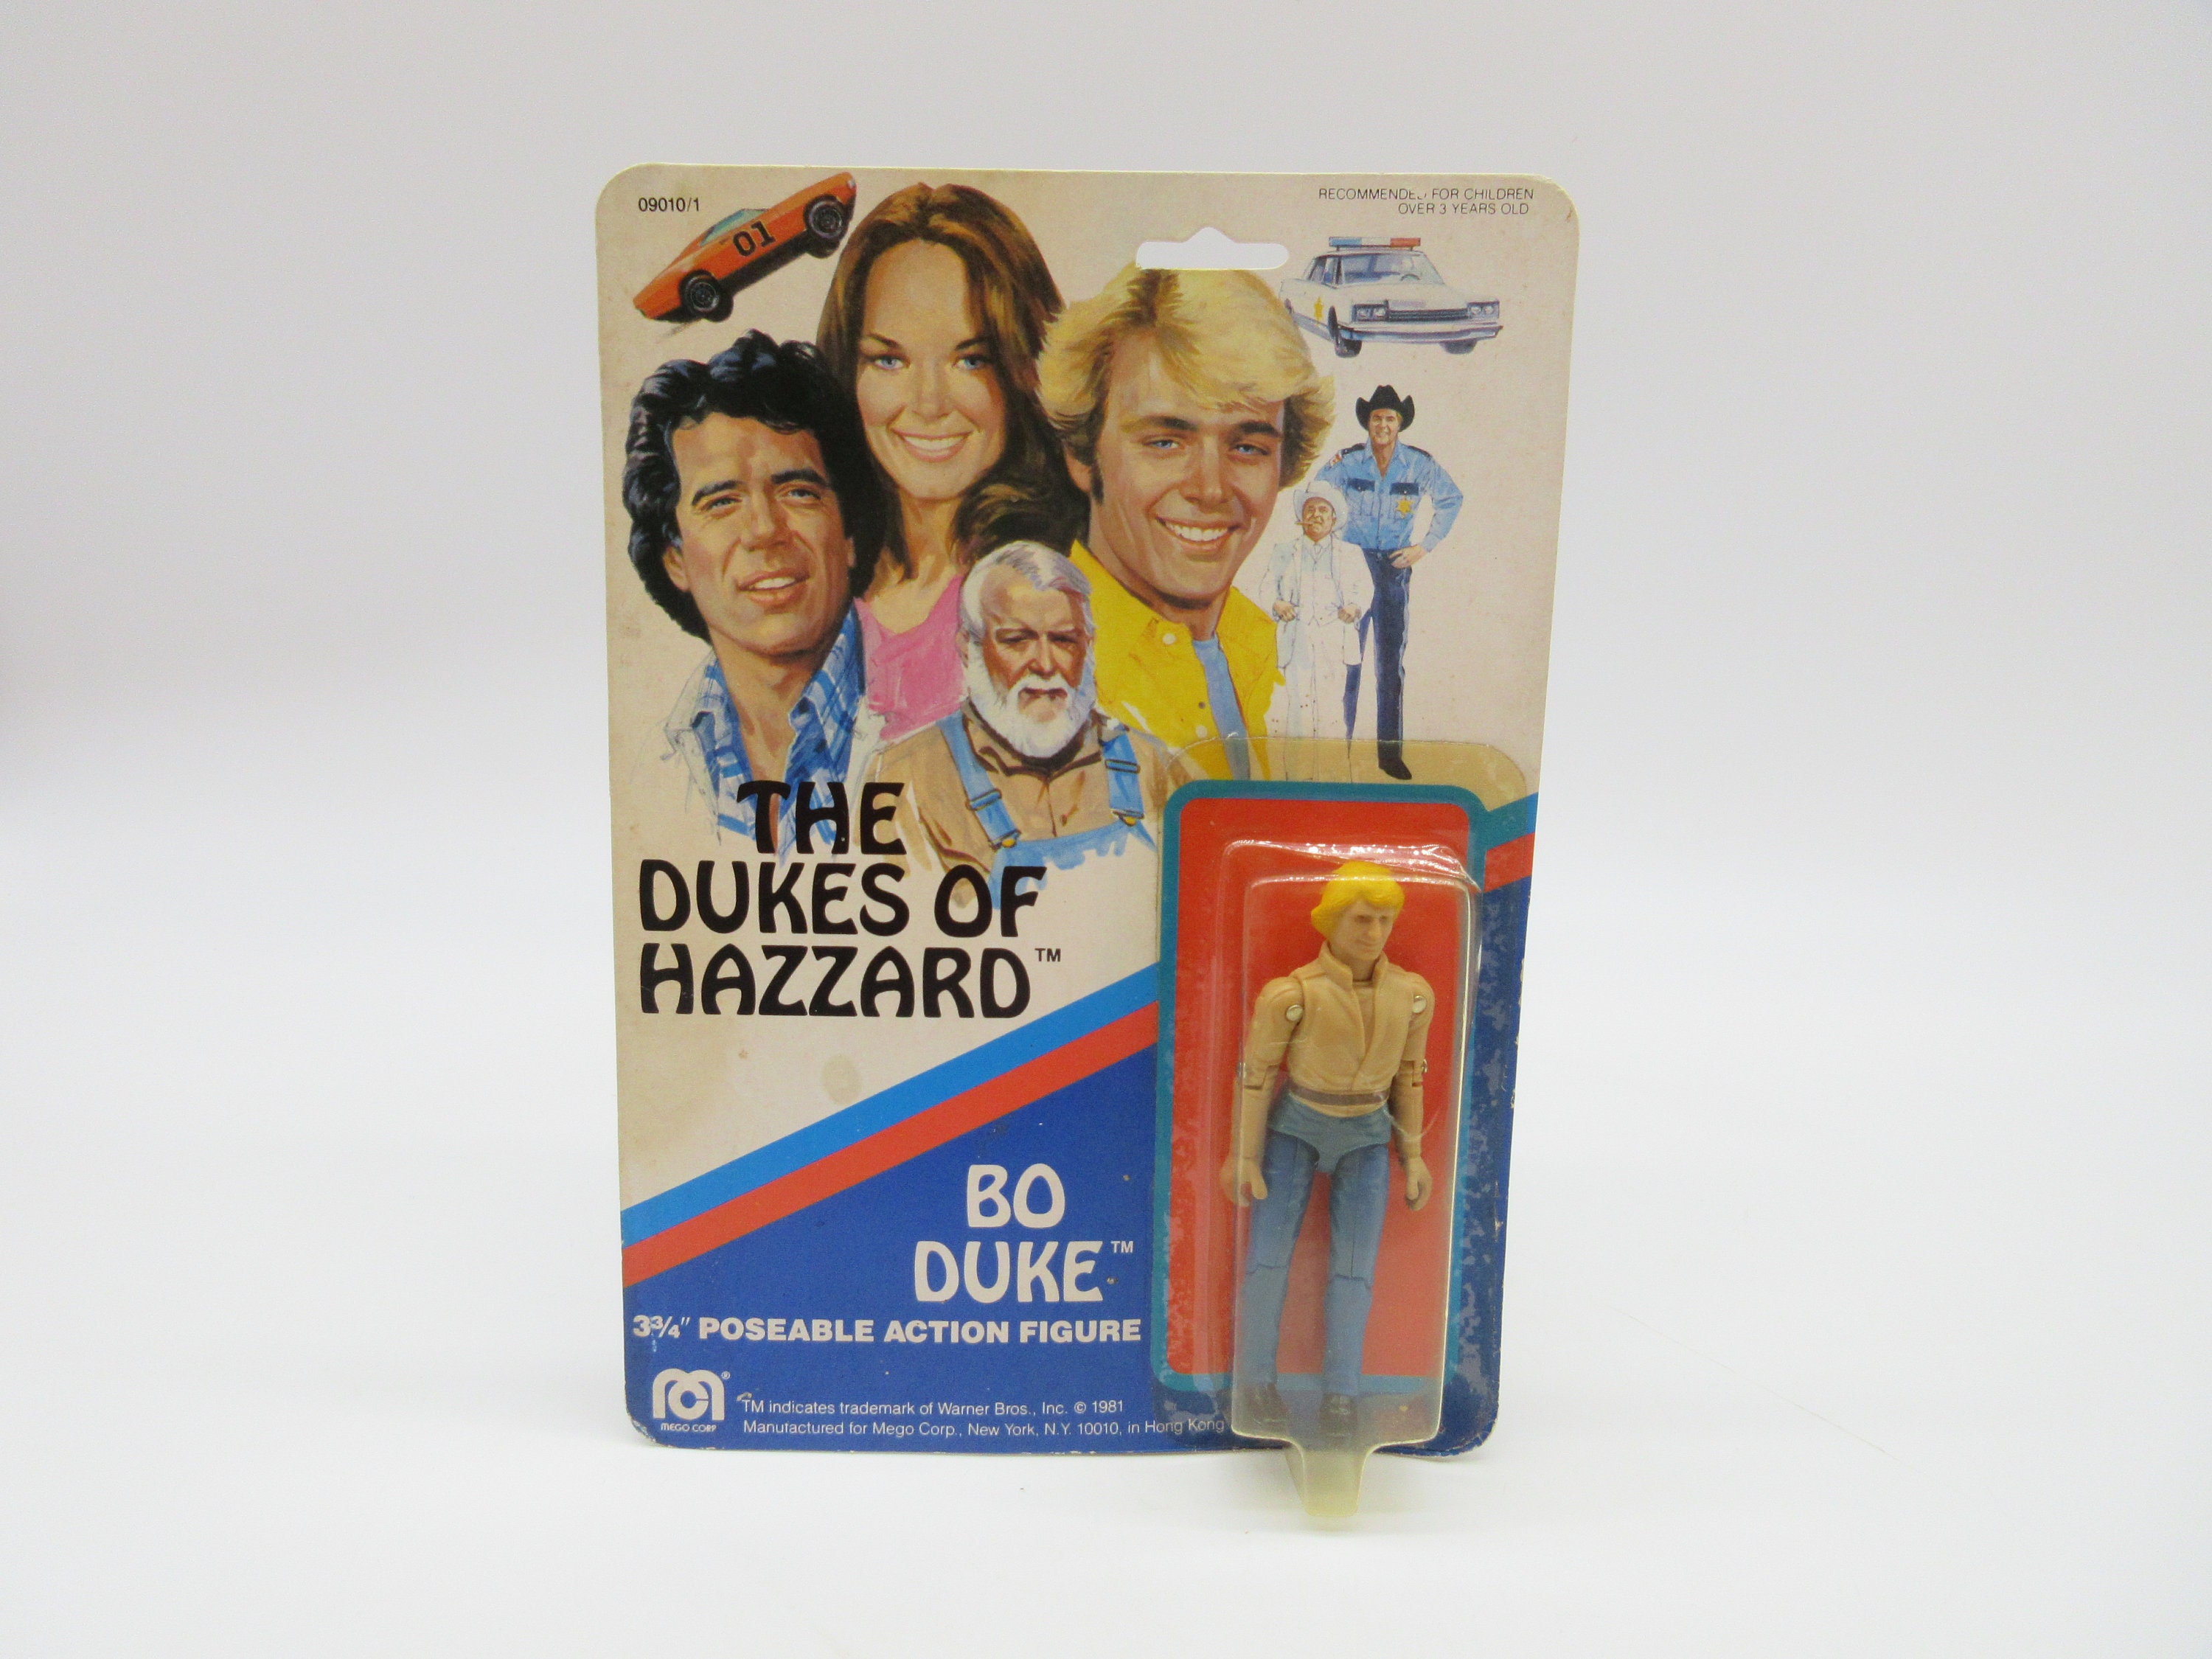 09010/1
RECOMMENDED FOR CHILDREN
OVER 3 YEARS OLD
01
THE
DUKES OF
HAZZARD™
BO
DUKE™
3¾" POSEABLE ACTION FIGURE
MEGO CORP ®
TM indicates trademark of Warner Bros., Inc. © 1981
Manufactured for Mego Corp., New York, N.Y. 10010, in Hong Kong